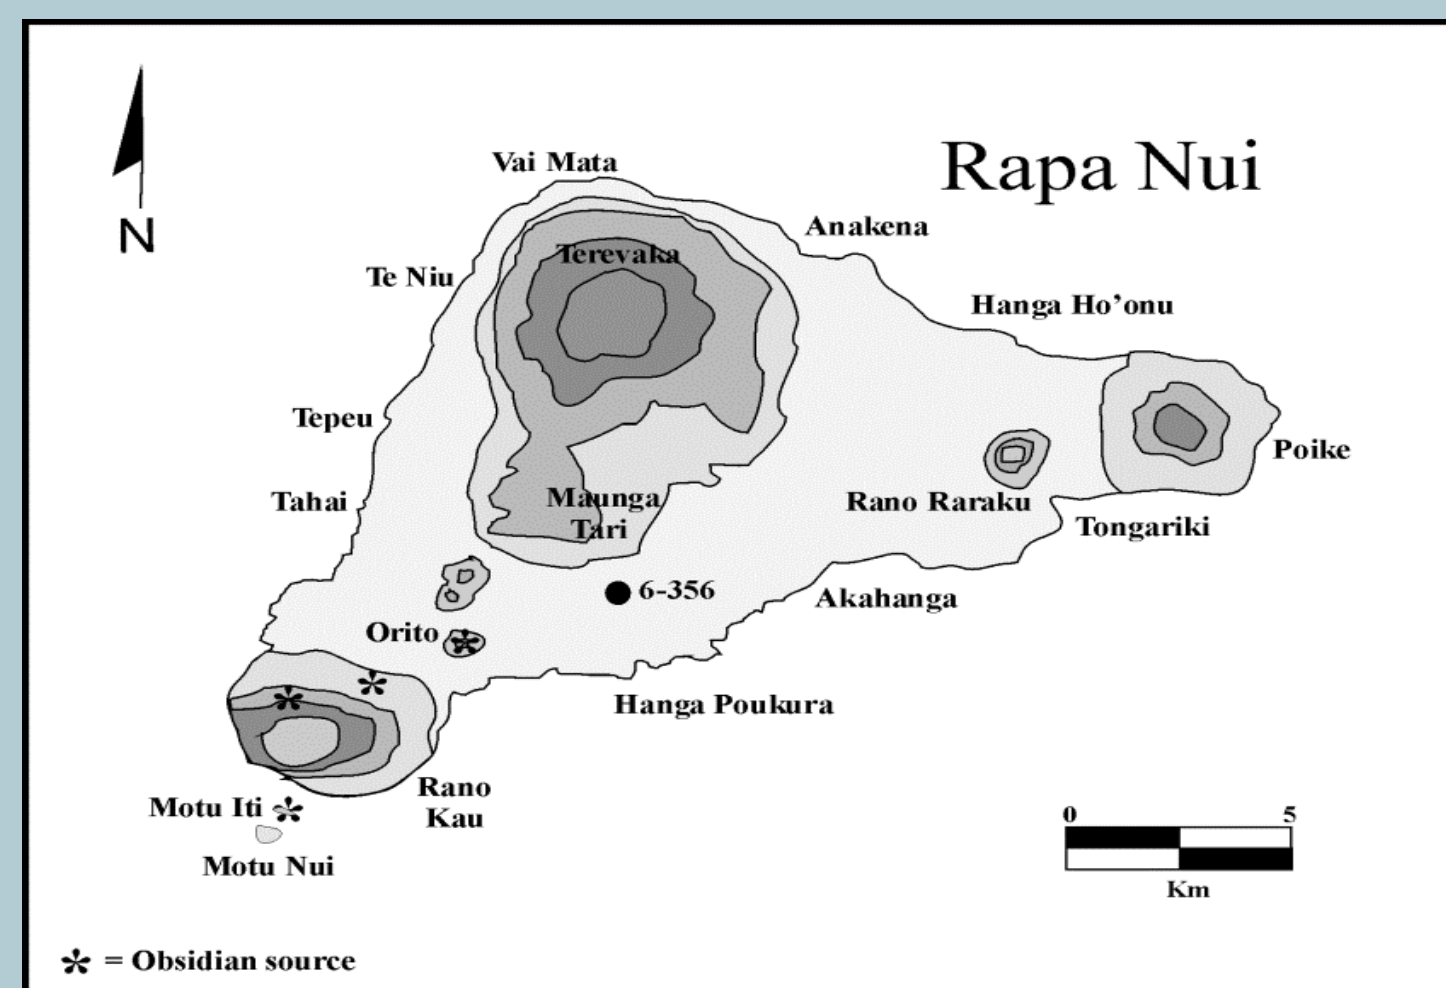 Rapa Nui
Vai Mata
Anakena
Terevaka
Te Niu
Hanga Ho’onu
N
Tepeu
Poike
Tahai
Maunga
Tari
Rano Raraku
Tongariki
6-356
Akahanga
Orito
Hanga Poukura
Rano
Kau
Motu Iti
Motu Nui
0 5
Km
* = Obsidian source